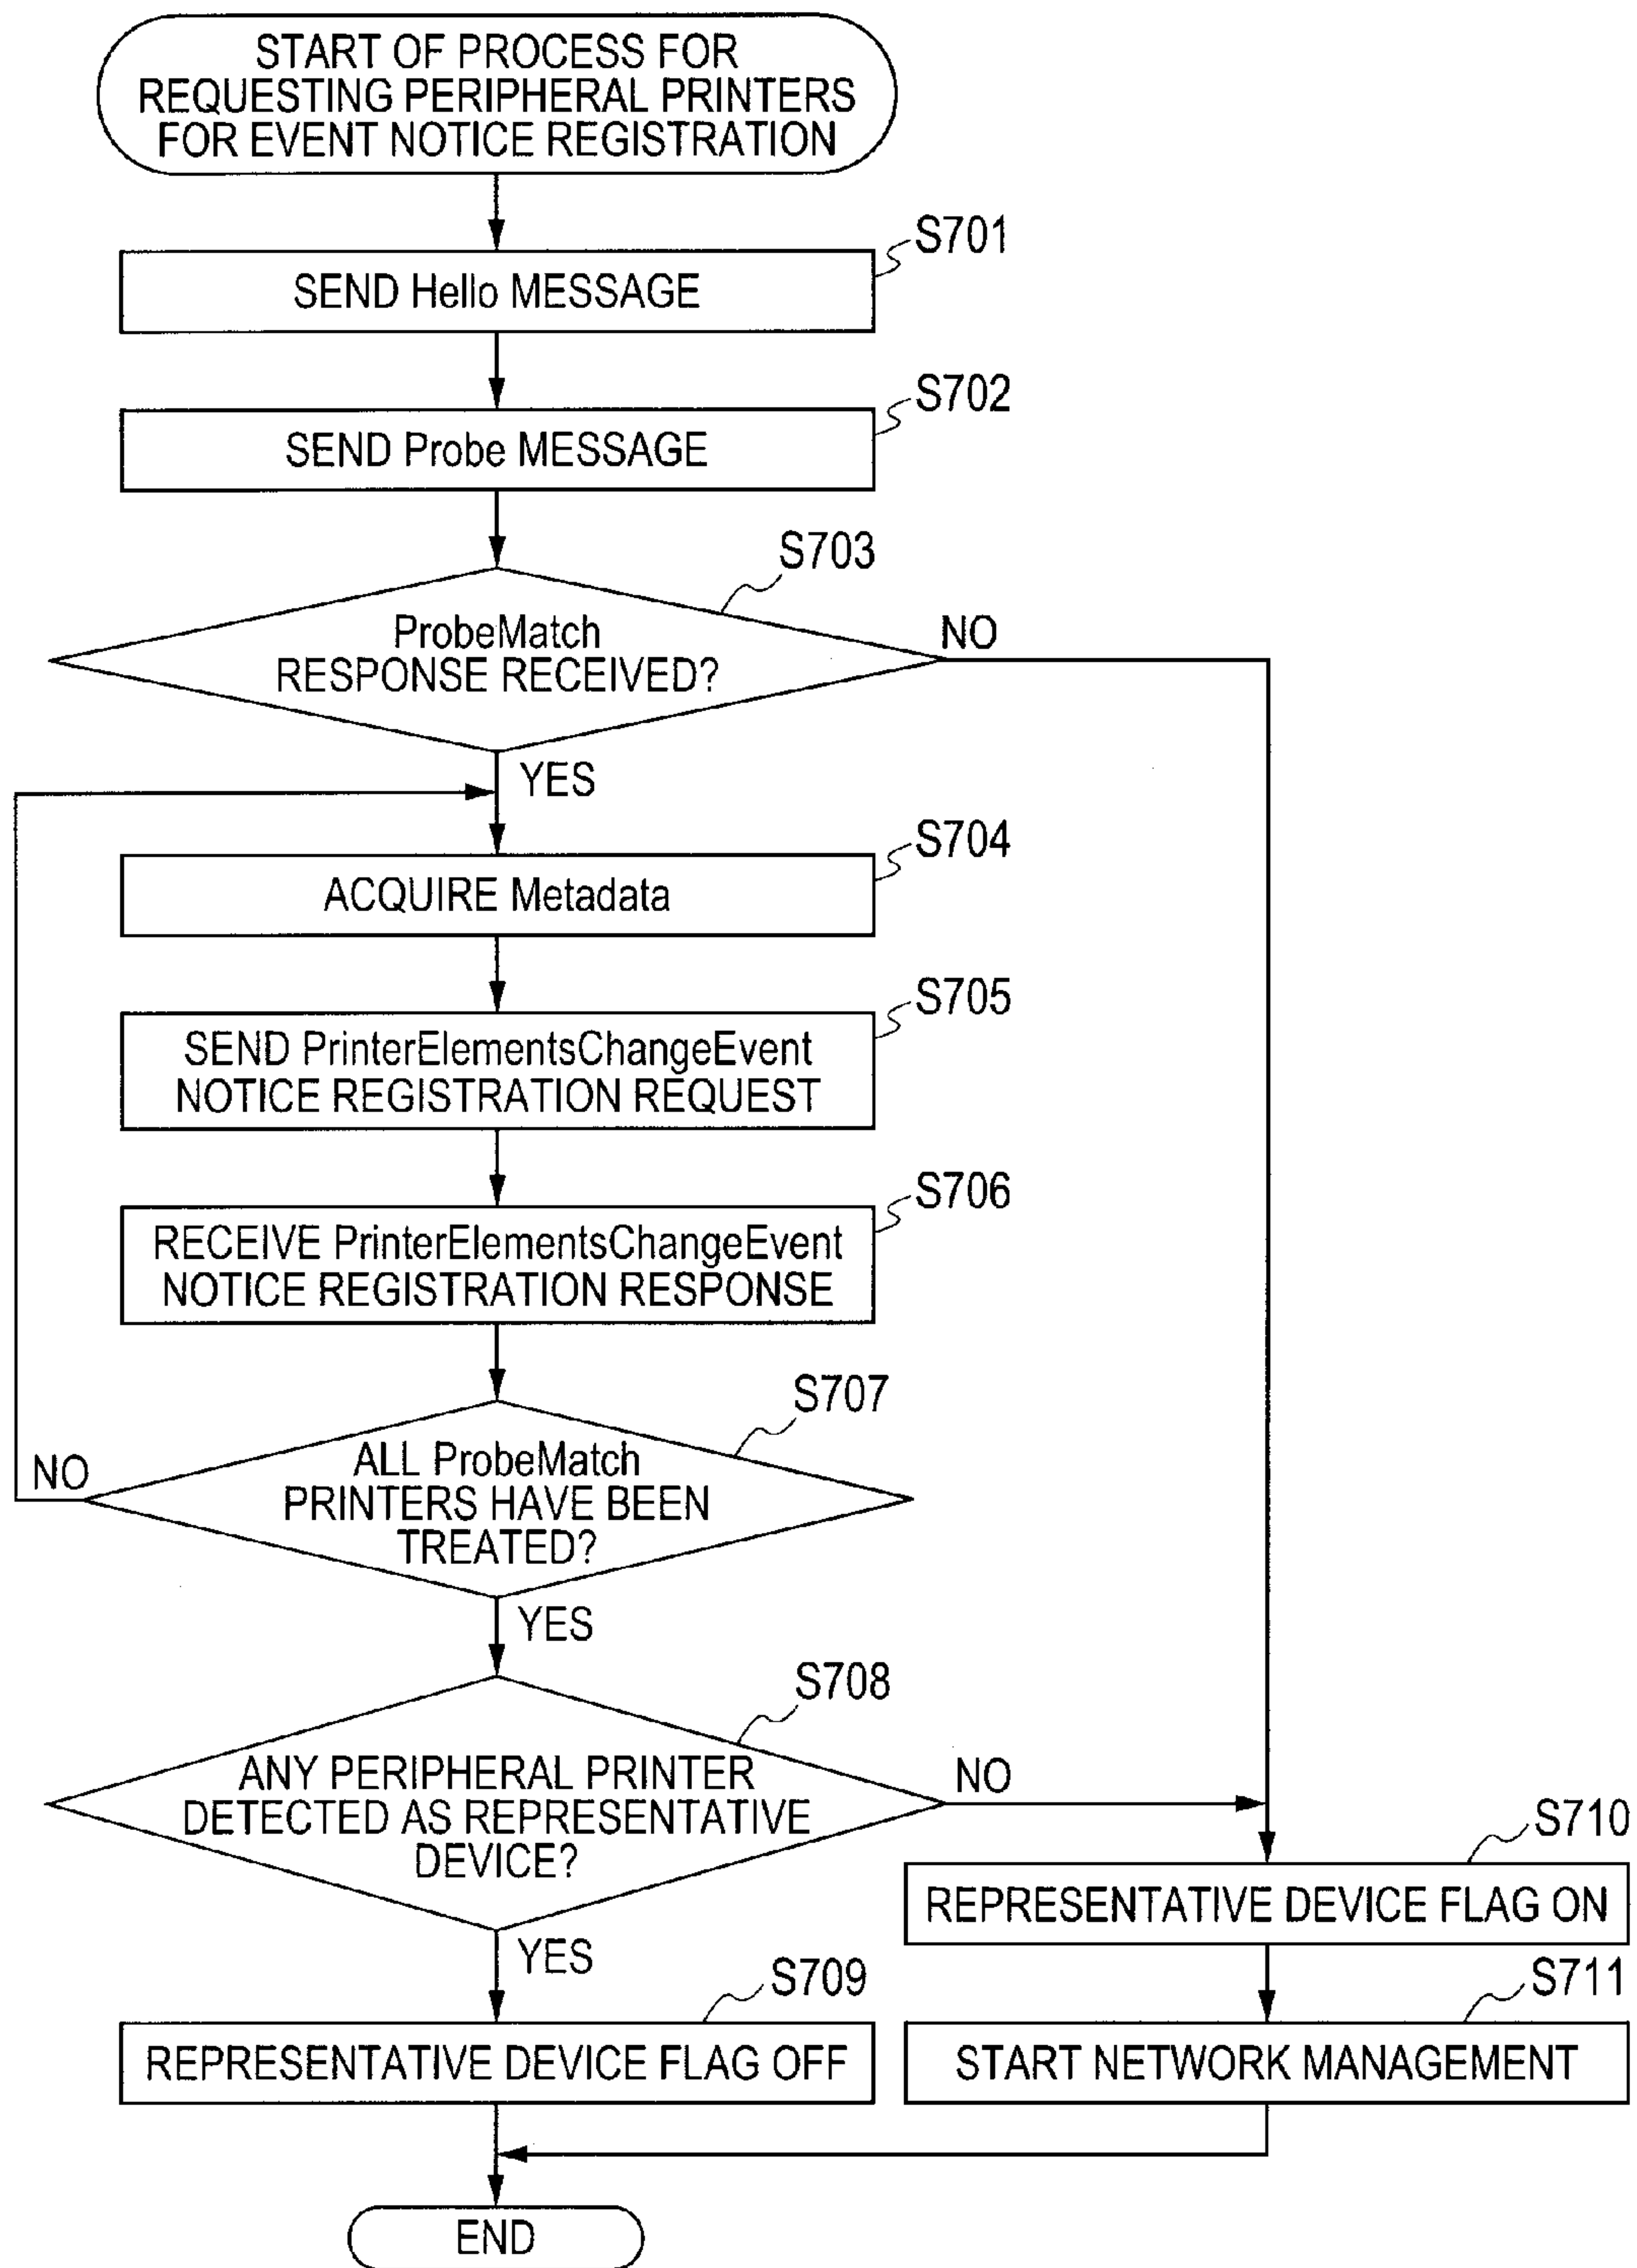 START OF PROCESS FOR
REQUESTING PERIPHERAL PRINTERS
FOR EVENT NOTICE REGISTRATION
S701
SEND Hello MESSAGE
S702
SEND Probe MESSAGE
S703
ProbeMatch
RESPONSE RECEIVED?
NO
YES
S704
ACQUIRE Metadata
S705
SEND PrinterElementsChangeEvent
NOTICE REGISTRATION REQUEST
S706
RECEIVE PrinterElementsChangeEvent
NOTICE REGISTRATION RESPONSE
S707
ALL ProbeMatch
PRINTERS HAVE BEEN
TREATED?
NO
YES
S708
ANY PERIPHERAL PRINTER
DETECTED AS REPRESENTATIVE
DEVICE?
NO
YES
S710
REPRESENTATIVE DEVICE FLAG ON
S709
REPRESENTATIVE DEVICE FLAG OFF
S711
START NETWORK MANAGEMENT
END